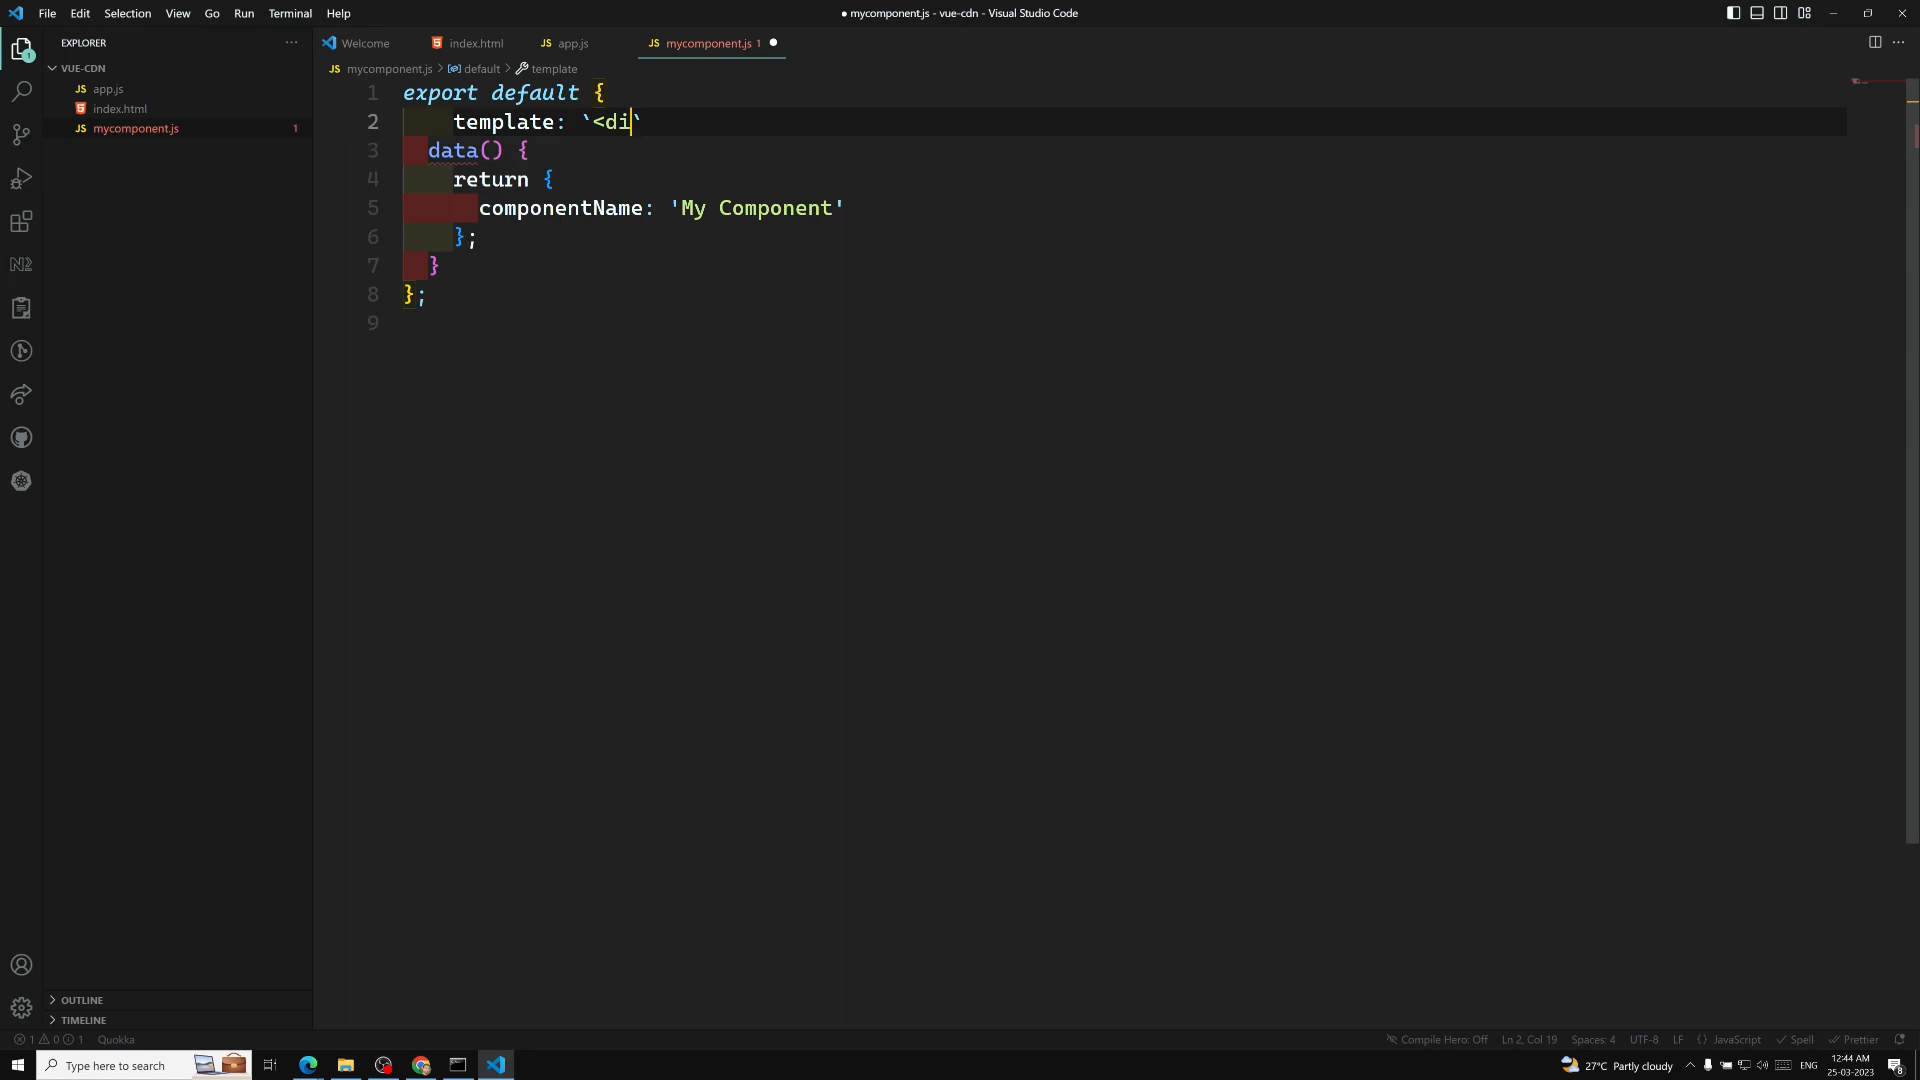 File Edit Selection View Go Run Terminal Help
● mycomponent.js - vue-cdn - Visual Studio Code
EXPLORER
VUE-CDN
JS app.js
index.html
JS mycomponent.js 1
OUTLINE
TIMELINE
Welcome index.html JS app.js JS mycomponent.js 1
JS mycomponent.js > default > template
1 export default {
2 template: `<di`
3 data() {
4 return {
5 componentName: 'My Component'
6 };
7 }
8 };
9
1 0 1 Quokka
Compile Hero: Off Ln 2, Col 19 Spaces: 4 UTF-8 LF { } JavaScript Spell Prettier
Type here to search
27°C Partly cloudy
ENG
12:44 AM
25-03-2023
8